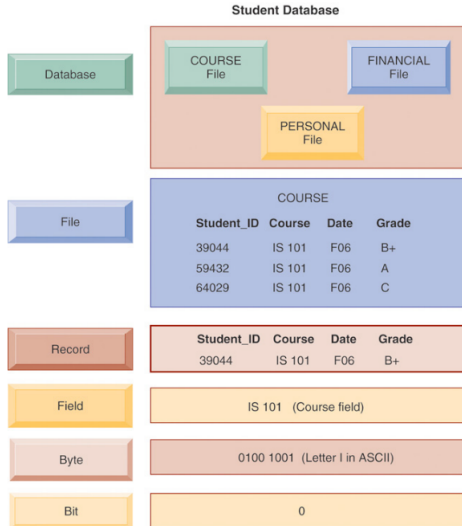 Student Database
Database
COURSE
File
FINANCIAL
File
PERSONAL
File
File
COURSE
Student_ID Course Date Grade
39044 IS 101 F06 B+
59432 IS 101 F06 A
64029 IS 101 F06 C
Record
Student_ID Course Date Grade
39044 IS 101 F06 B+
Field
IS 101 (Course field)
Byte
0100 1001 (Letter I in ASCII)
Bit
0